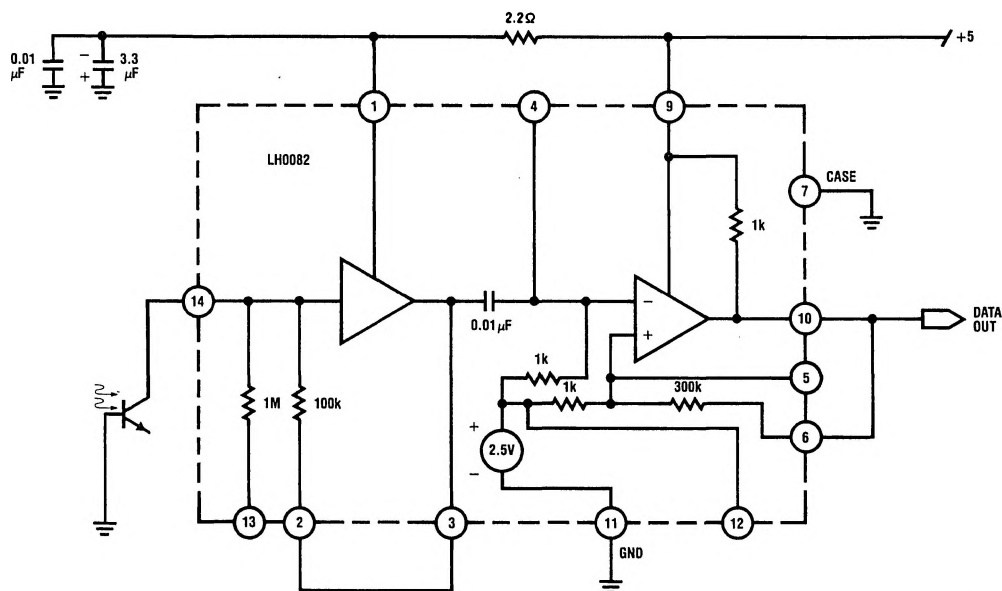 2.2Ω
+5
0.01
μF
−
+
3.3
μF
1
4
9
LH0082
7
CASE
1k
14
−
+
10
DATA
OUT
0.01μF
5
1k
1k
300k
1M
100k
6
+
2.5V
−
13
2
3
11
GND
12